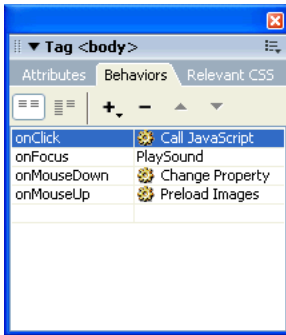 Tag <body>
Attributes Behaviors Relevant CSS
onClick Call JavaScript
onFocus PlaySound
onMouseDown Change Property
onMouseUp Preload Images